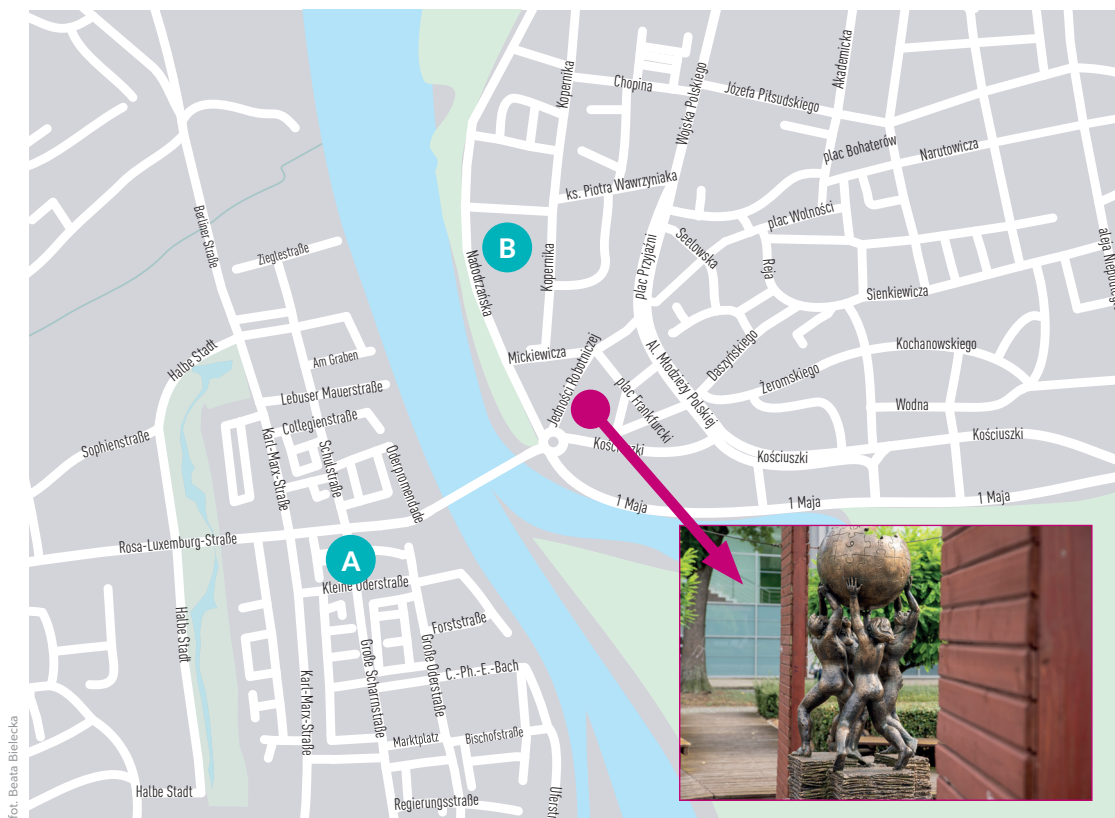 Kopernika
Chopina
Wojska Polskiego
Józefa Piłsudskiego
Akademicka
plac Bohaterów
Narutowicza
ks. Piotra Wawrzyniaka
plac Wolności
Berliner Straße
Zieglestraße
B
Nadodrzańska
Kopernika
plac Przyjaźni
Seelowska
Reja
Sienkiewicza
Halbe Stadt
Am Graben
Lebuser Mauerstraße
Collegienstraße
Sophienstraße
Karl-Marx-Straße
Schulstraße
Oderpromendade
Mickiewicza
Jedności Robotniczej
plac Frankfurcki
Al. Młodzieży Polskiej
Daszyńskiego
Żeromskiego
Kochanowskiego
Wodna
Kościuszki
Kościuszki
Kościuszki
1 Maja
1 Maja
1 Maja
Rosa-Luxemburg-Straße
A
Kleine Oderstraße
Halbe Stadt
Forststraße
Große Scharrnstraße
Große Oderstraße
C.-Ph.-E.-Bach
Karl-Marx-Straße
Marktplatz
Bischofstraße
Halbe Stadt
Regierungsstraße
fot. Beata Bielecka